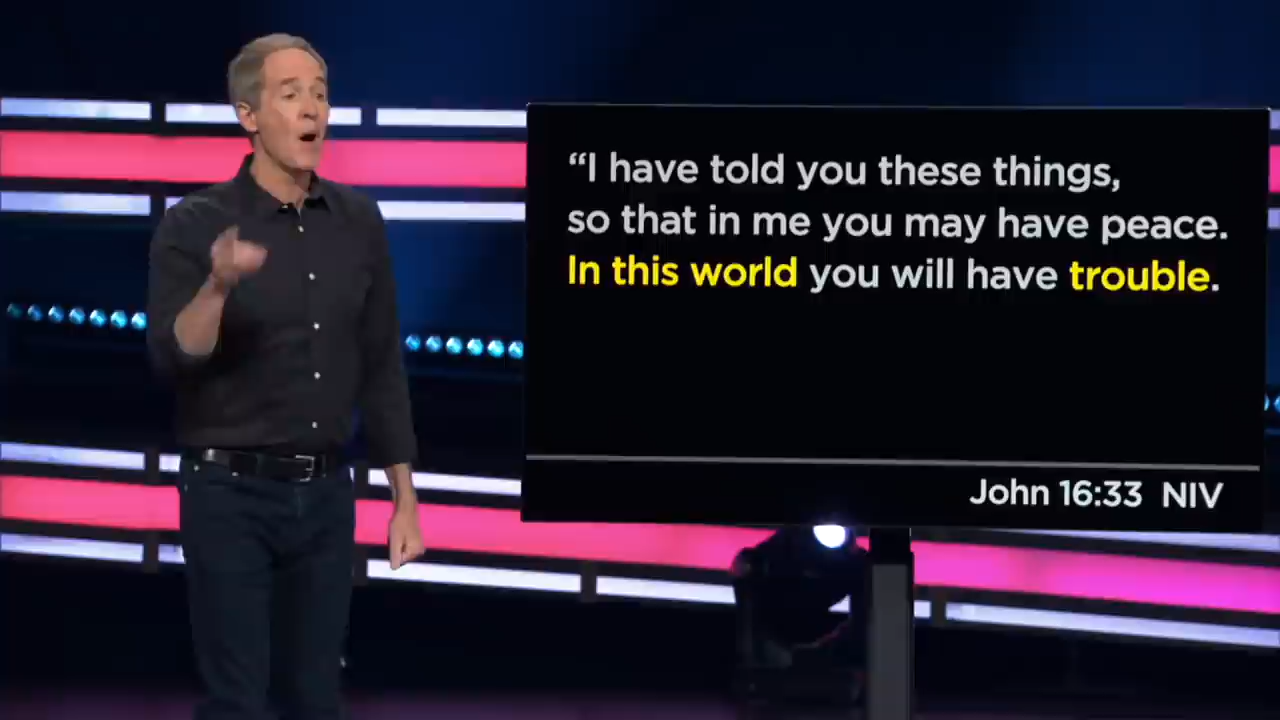 “I have told you these things,
so that in me you may have peace.
In this world you will have trouble.
John 16:33 NIV